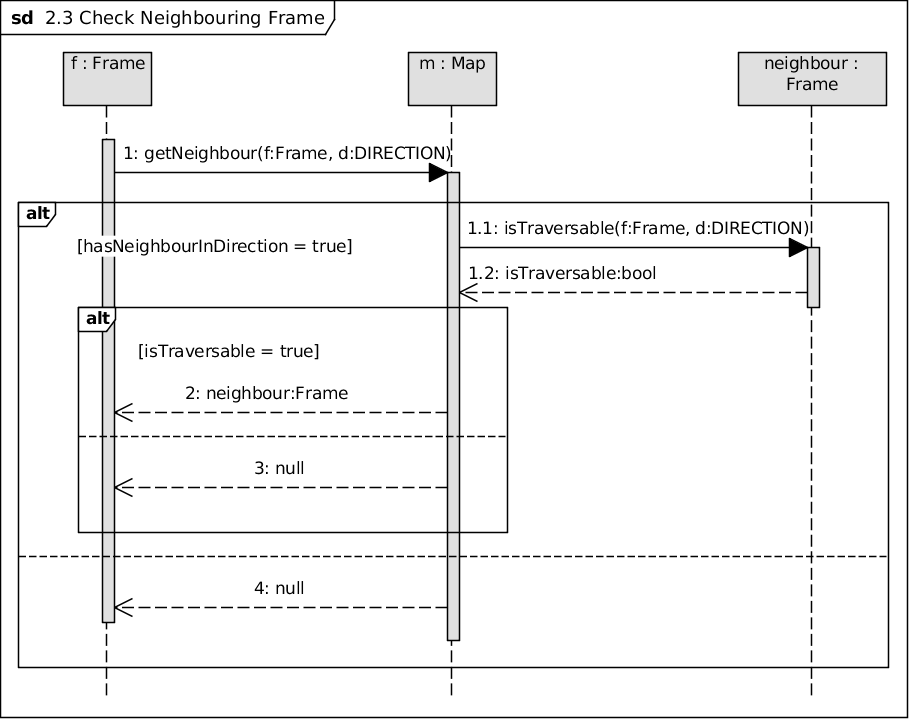 sd 2.3 Check Neighbouring Frame
f : Frame
m : Map
neighbour :
Frame
1: getNeighbour(f:Frame, d:DIRECTION)
alt
1.1: isTraversable(f:Frame, d:DIRECTION)
[hasNeighbourInDirection = true]
1.2: isTraversable:bool
alt
[isTraversable = true]
2: neighbour:Frame
3: null
4: null